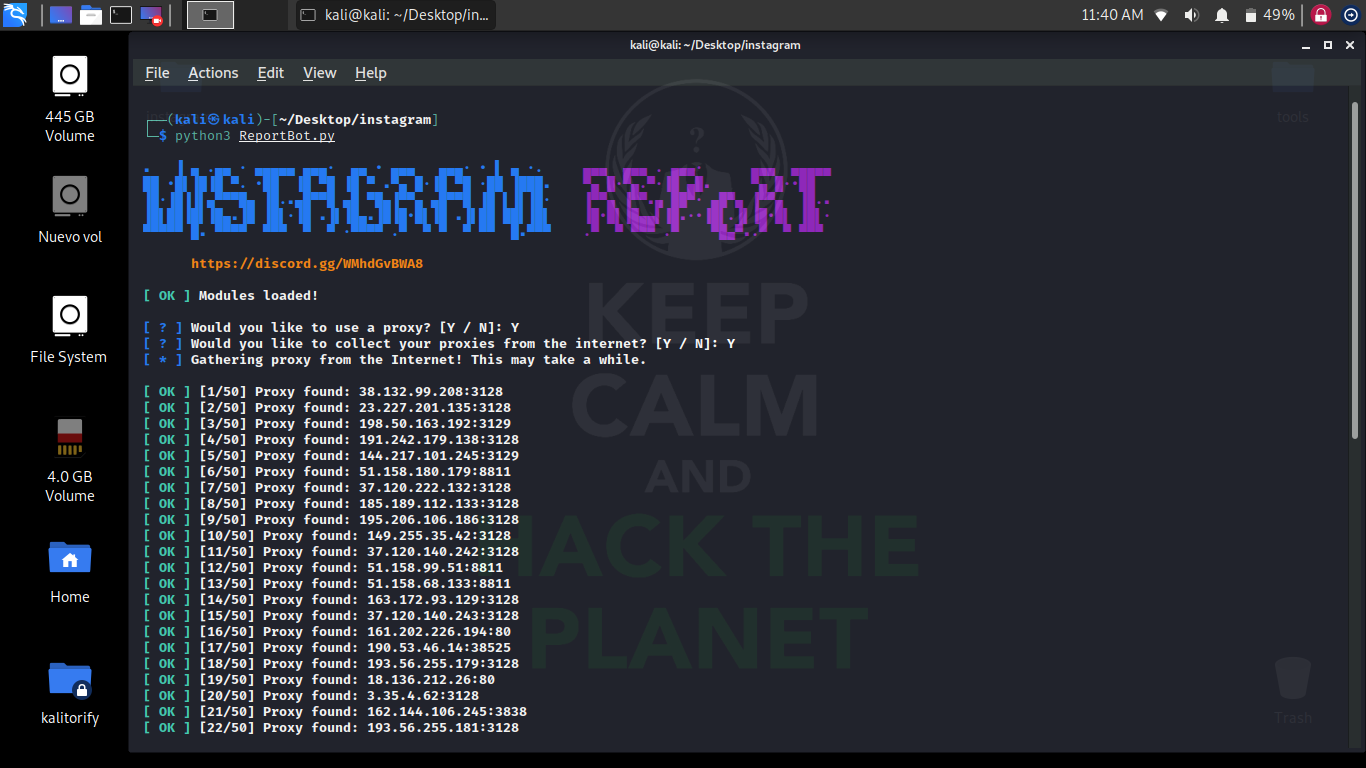 kali@kali: ~/Desktop/in...
11:40 AM
49%
kali@kali: ~/Desktop/instagram
File Actions Edit View Help
445 GB
Volume
Nuevo vol
File System
4.0 GB
Volume
Home
kalitorify
tools
Trash
(kali㉿kali)-[~/Desktop/instagram]
$ python3 ReportBot.py
INSTAGRAM REPORT
https://discord.gg/WMhdGvBWA8
[ OK ] Modules loaded!
[ ? ] Would you like to use a proxy? [Y / N]: Y
[ ? ] Would you like to collect your proxies from the internet? [Y / N]: Y
[ * ] Gathering proxy from the Internet! This may take a while.
[ OK ] [1/50] Proxy found: 38.132.99.208:3128
[ OK ] [2/50] Proxy found: 23.227.201.135:3128
[ OK ] [3/50] Proxy found: 198.50.163.192:3129
[ OK ] [4/50] Proxy found: 191.242.179.138:3128
[ OK ] [5/50] Proxy found: 144.217.101.245:3129
[ OK ] [6/50] Proxy found: 51.158.180.179:8811
[ OK ] [7/50] Proxy found: 37.120.222.132:3128
[ OK ] [8/50] Proxy found: 185.189.112.133:3128
[ OK ] [9/50] Proxy found: 195.206.106.186:3128
[ OK ] [10/50] Proxy found: 149.255.35.42:3128
[ OK ] [11/50] Proxy found: 37.120.140.242:3128
[ OK ] [12/50] Proxy found: 51.158.99.51:8811
[ OK ] [13/50] Proxy found: 51.158.68.133:8811
[ OK ] [14/50] Proxy found: 163.172.93.129:3128
[ OK ] [15/50] Proxy found: 37.120.140.243:3128
[ OK ] [16/50] Proxy found: 161.202.226.194:80
[ OK ] [17/50] Proxy found: 190.53.46.14:38525
[ OK ] [18/50] Proxy found: 193.56.255.179:3128
[ OK ] [19/50] Proxy found: 18.136.212.26:80
[ OK ] [20/50] Proxy found: 3.35.4.62:3128
[ OK ] [21/50] Proxy found: 162.144.106.245:3838
[ OK ] [22/50] Proxy found: 193.56.255.181:3128
KEEP
CALM
AND
HACK THE
PLANET